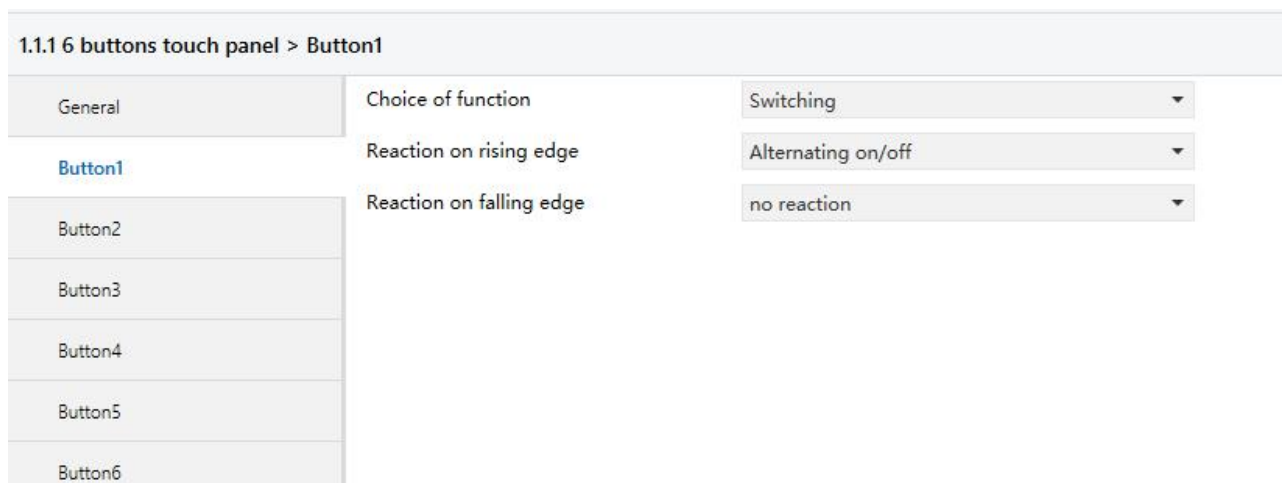 1.1.1 6 buttons touch panel > Button1
General
Choice of function Switching
Button1
Reaction on rising edge Alternating on/off
Reaction on falling edge no reaction
Button2
Button3
Button4
Button5
Button6